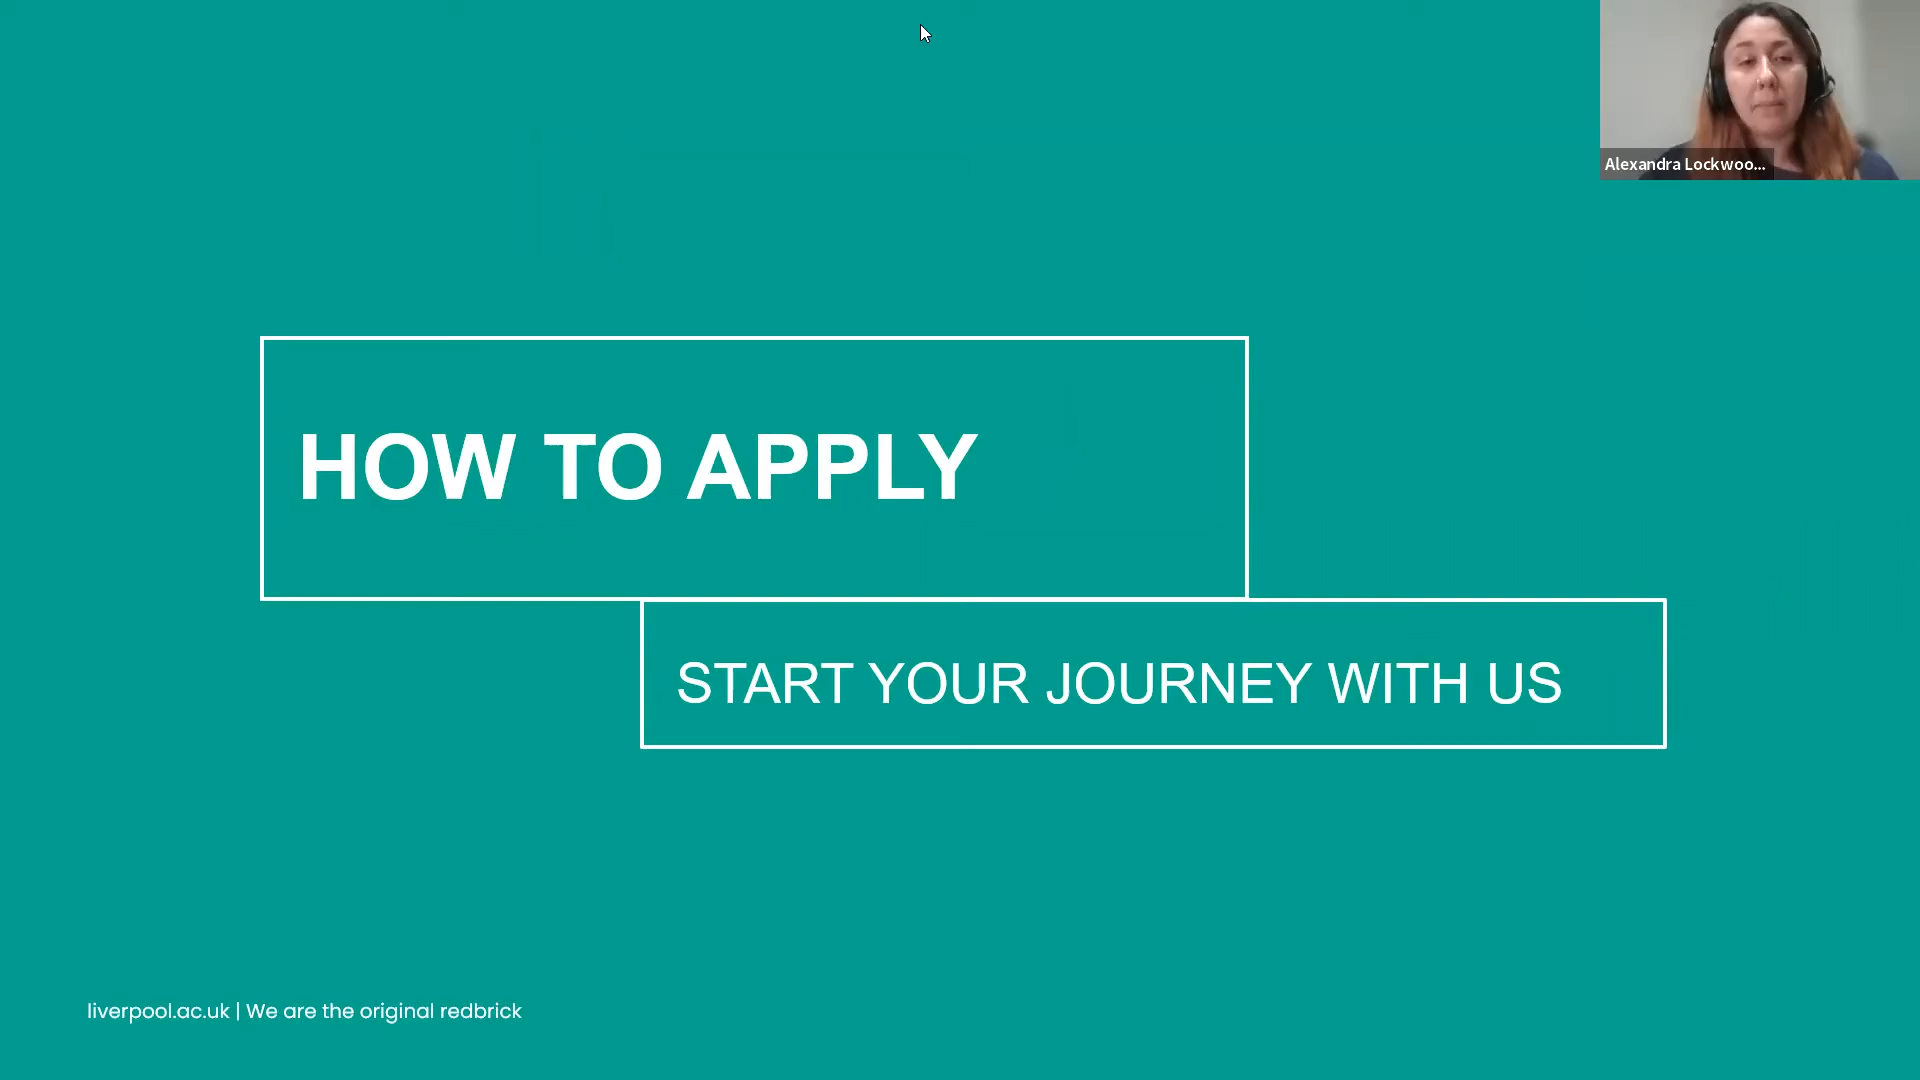 Alexandra Lockwoo...
HOW TO APPLY
START YOUR JOURNEY WITH US
liverpool.ac.uk | We are the original redbrick